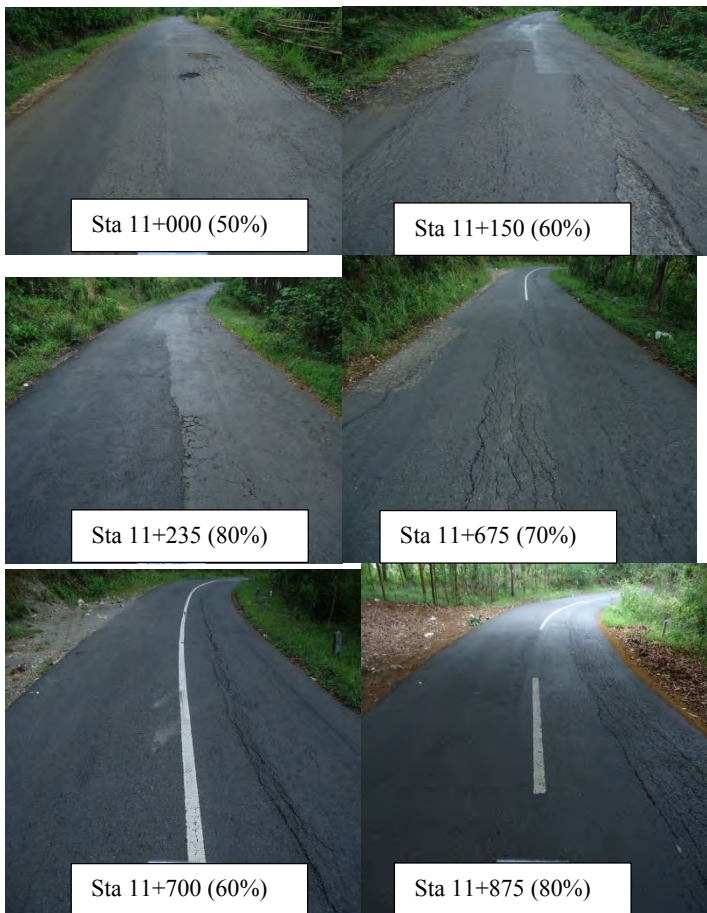 Sta 11+000 (50%)
Sta 11+150 (60%)
Sta 11+235 (80%)
Sta 11+675 (70%)
Sta 11+700 (60%)
Sta 11+875 (80%)